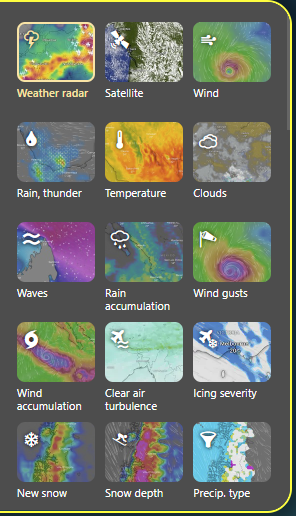 Weather radar
Satellite
Wind
Rain, thunder
Temperature
Clouds
Waves
Rain
accumulation
Wind gusts
Wind
accumulation
Clear air
turbulence
Melbourne
Icing severity
New snow
Snow depth
Precip. type